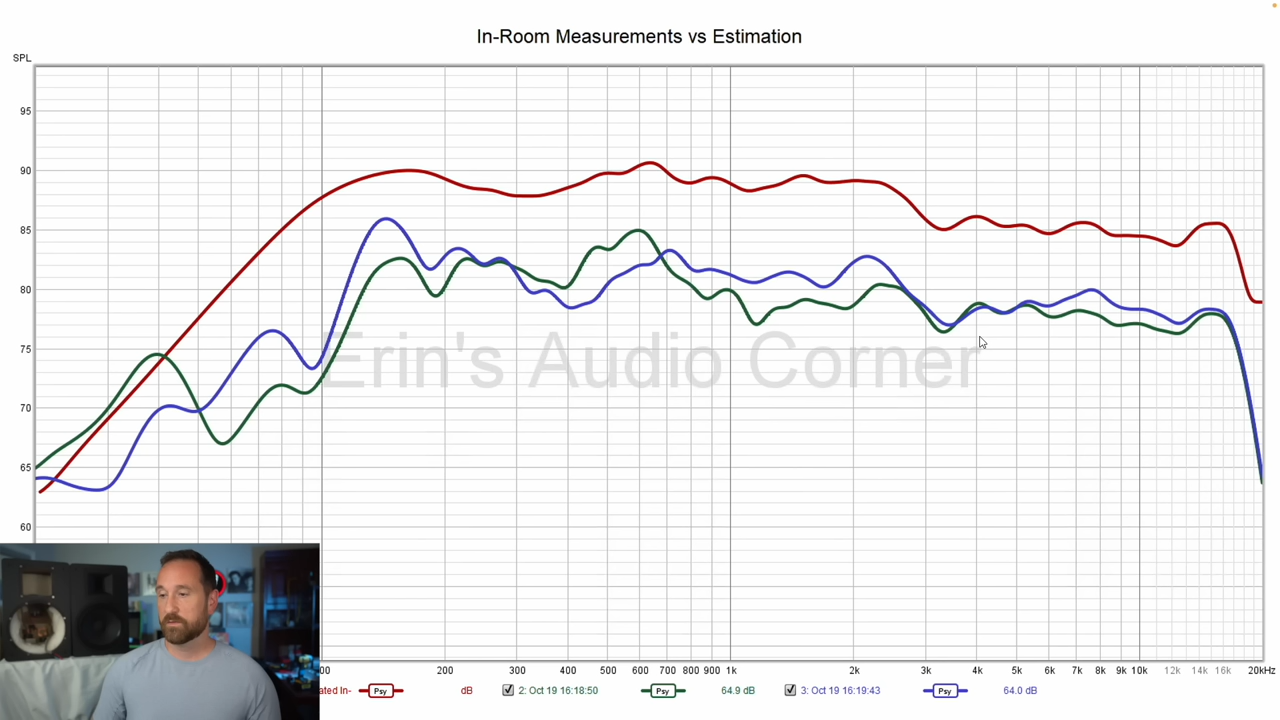 In-Room Measurements vs Estimation
SPL
95
90
85
80
75
70
65
60
Erin's Audio Corner
00 200 300 400 500 600 700 800 900 1k 2k 3k 4k 5k 6k 7k 8k 9k 10k 12k 14k 16k 20kHz
ated In- Psy dB 2: Oct 19 16:18:50 Psy 64.9 dB 3: Oct 19 16:19:43 Psy 64.0 dB